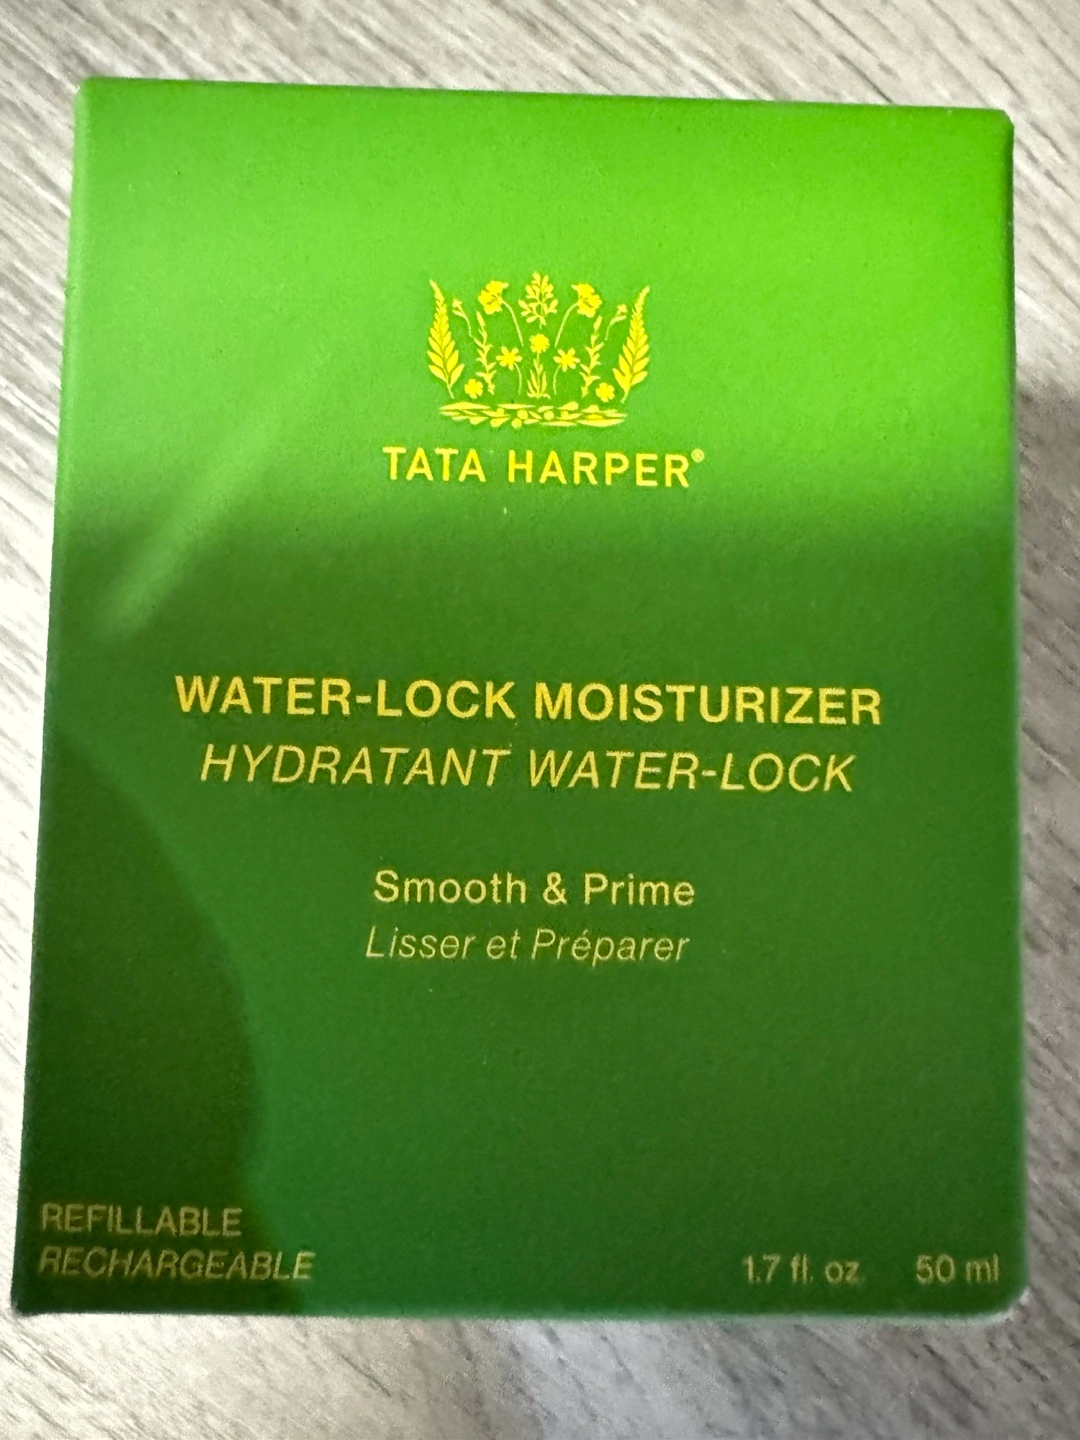 TATA HARPER®
WATER-LOCK MOISTURIZER
HYDRATANT WATER-LOCK
Smooth & Prime
Lisser et Préparer
REFILLABLE
RECHARGEABLE
1.7 fl. oz. 50 ml